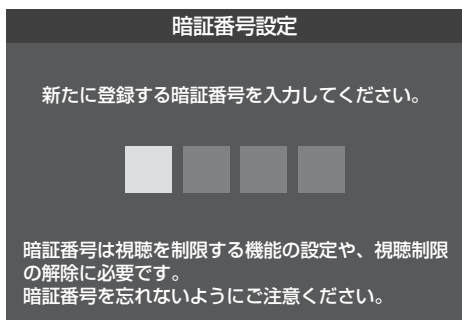 暗証番号設定
新たに登録する暗証番号を入力してください。
暗証番号は視聴を制限する機能の設定や、視聴制限
の解除に必要です。
暗証番号を忘れないようにご注意ください。